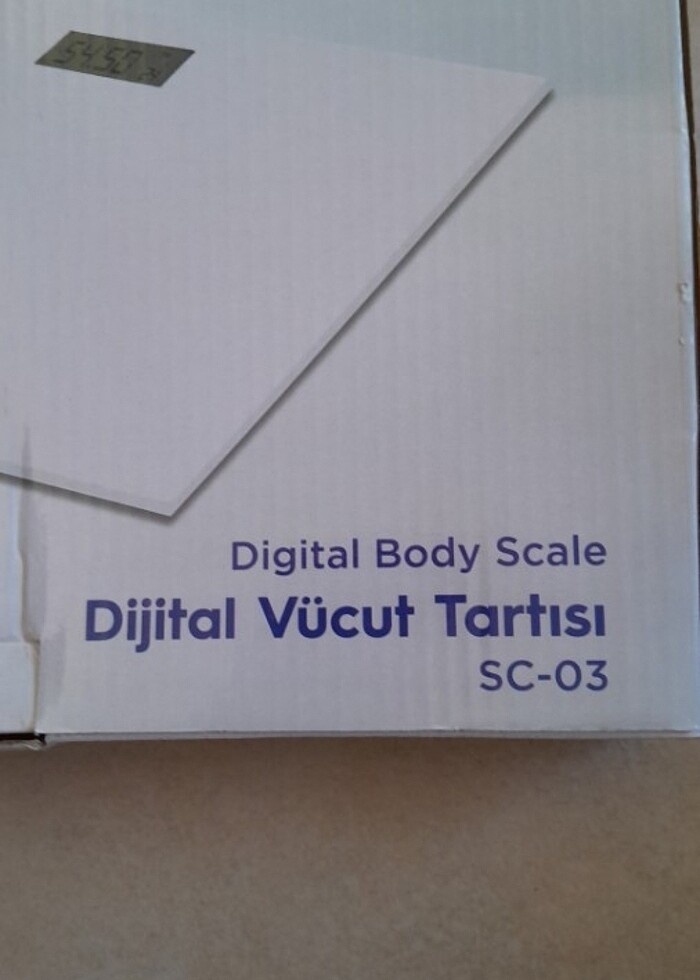 54.50
Digital Body Scale
Dijital Vücut Tartısı
SC-03